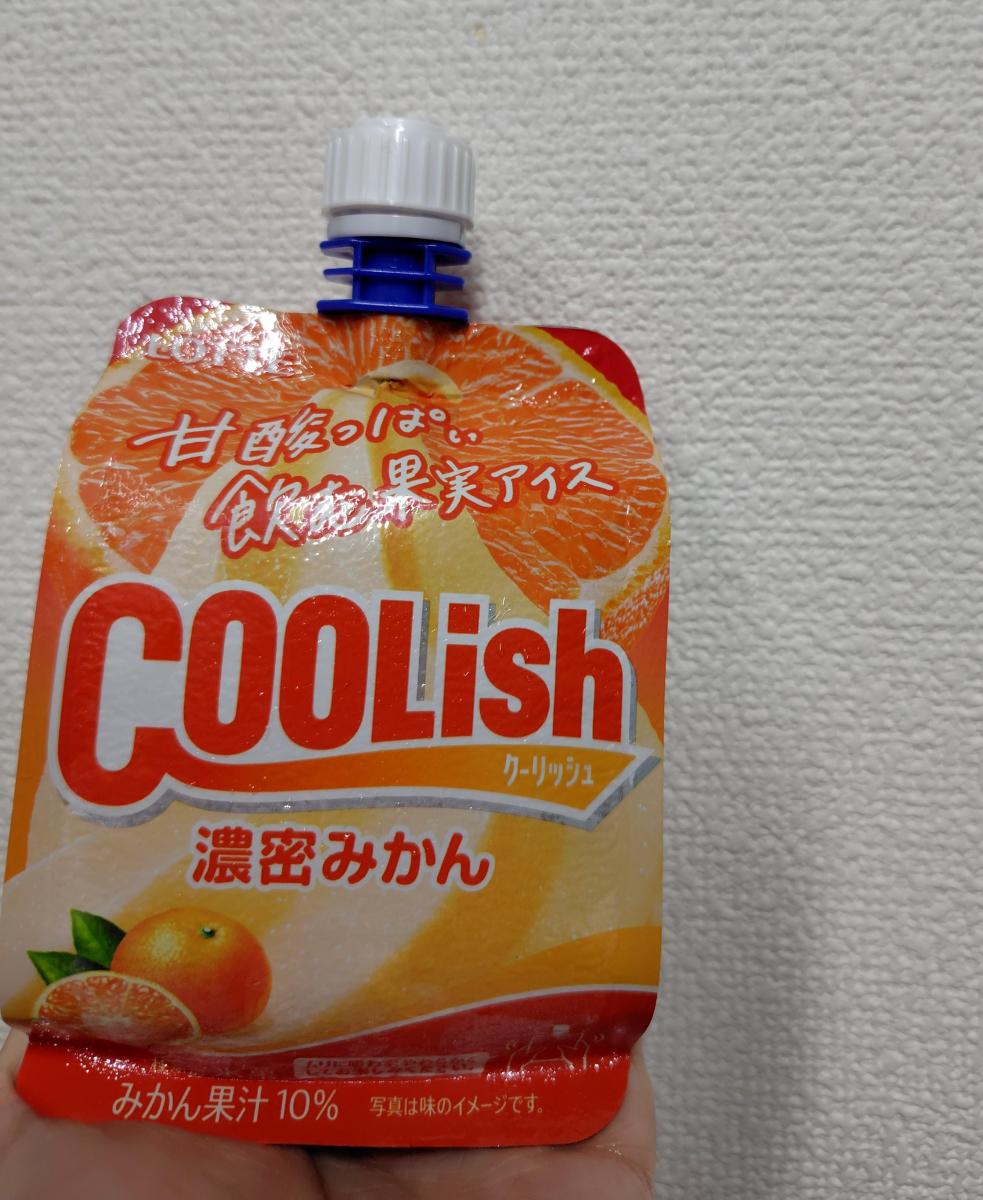 LOTTE
甘酸っぱい
飲む果実アイス
COOLish
クーリッシュ
濃密みかん
みかん果汁10% 写真は味のイメージです。